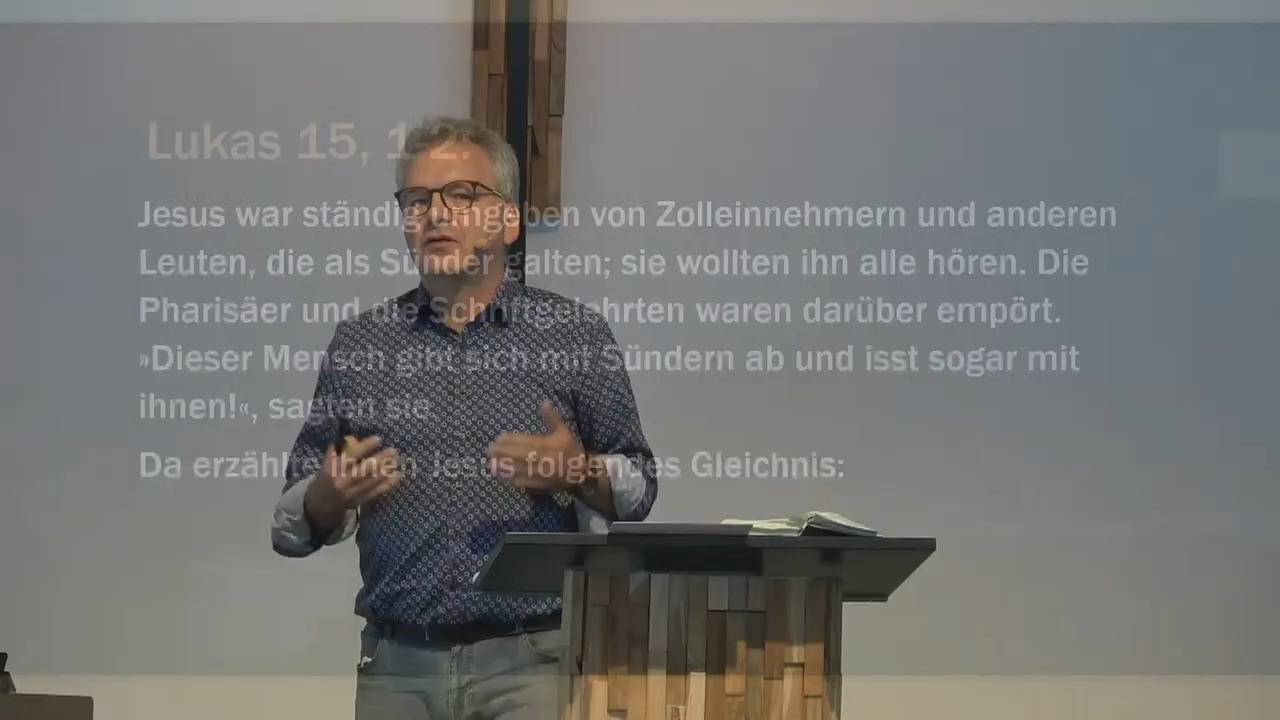 Lukas 15, 1-2:
Jesus war ständig umgeben von Zolleinnehmern und anderen
Leuten, die als Sünder galten; sie wollten ihn alle hören. Die
Pharisäer und die Schriftgelehrten waren darüber empört.
»Dieser Mensch gibt sich mit Sündern ab und isst sogar mit
ihnen!«, sagten sie.
Da erzählte ihnen Jesus folgendes Gleichnis: